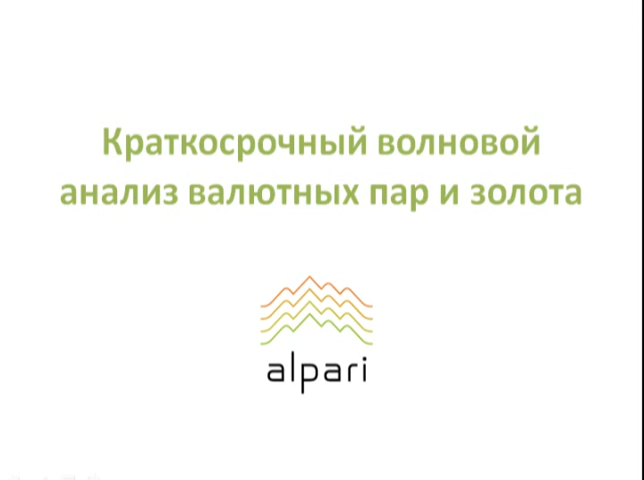 Краткосрочный волновой
анализ валютных пар и золота
alpari